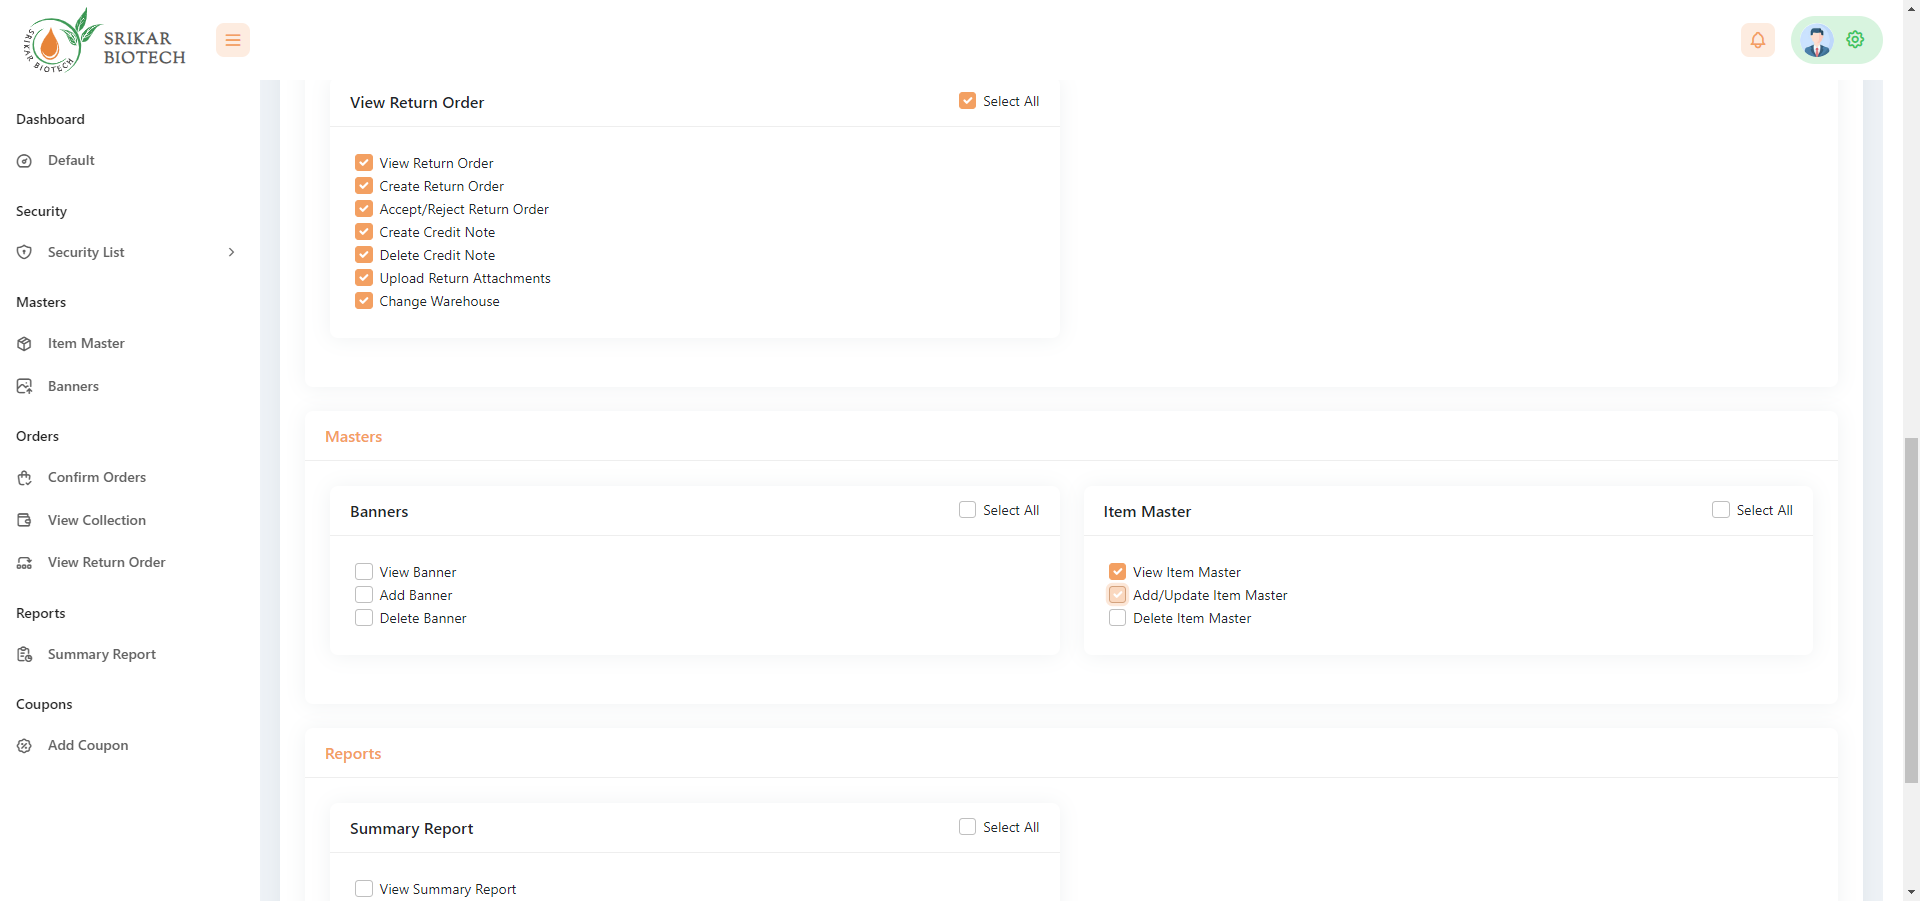 SRIKAR BIOTECH
SRIKAR
BIOTECH
Dashboard
Default
Security
Security List
Masters
Item Master
Banners
Orders
Confirm Orders
View Collection
View Return Order
Reports
Summary Report
Coupons
Add Coupon
View Return Order
Select All
View Return Order
Create Return Order
Accept/Reject Return Order
Create Credit Note
Delete Credit Note
Upload Return Attachments
Change Warehouse
Masters
Banners
Select All
View Banner
Add Banner
Delete Banner
Item Master
Select All
View Item Master
Add/Update Item Master
Delete Item Master
Reports
Summary Report
Select All
View Summary Report